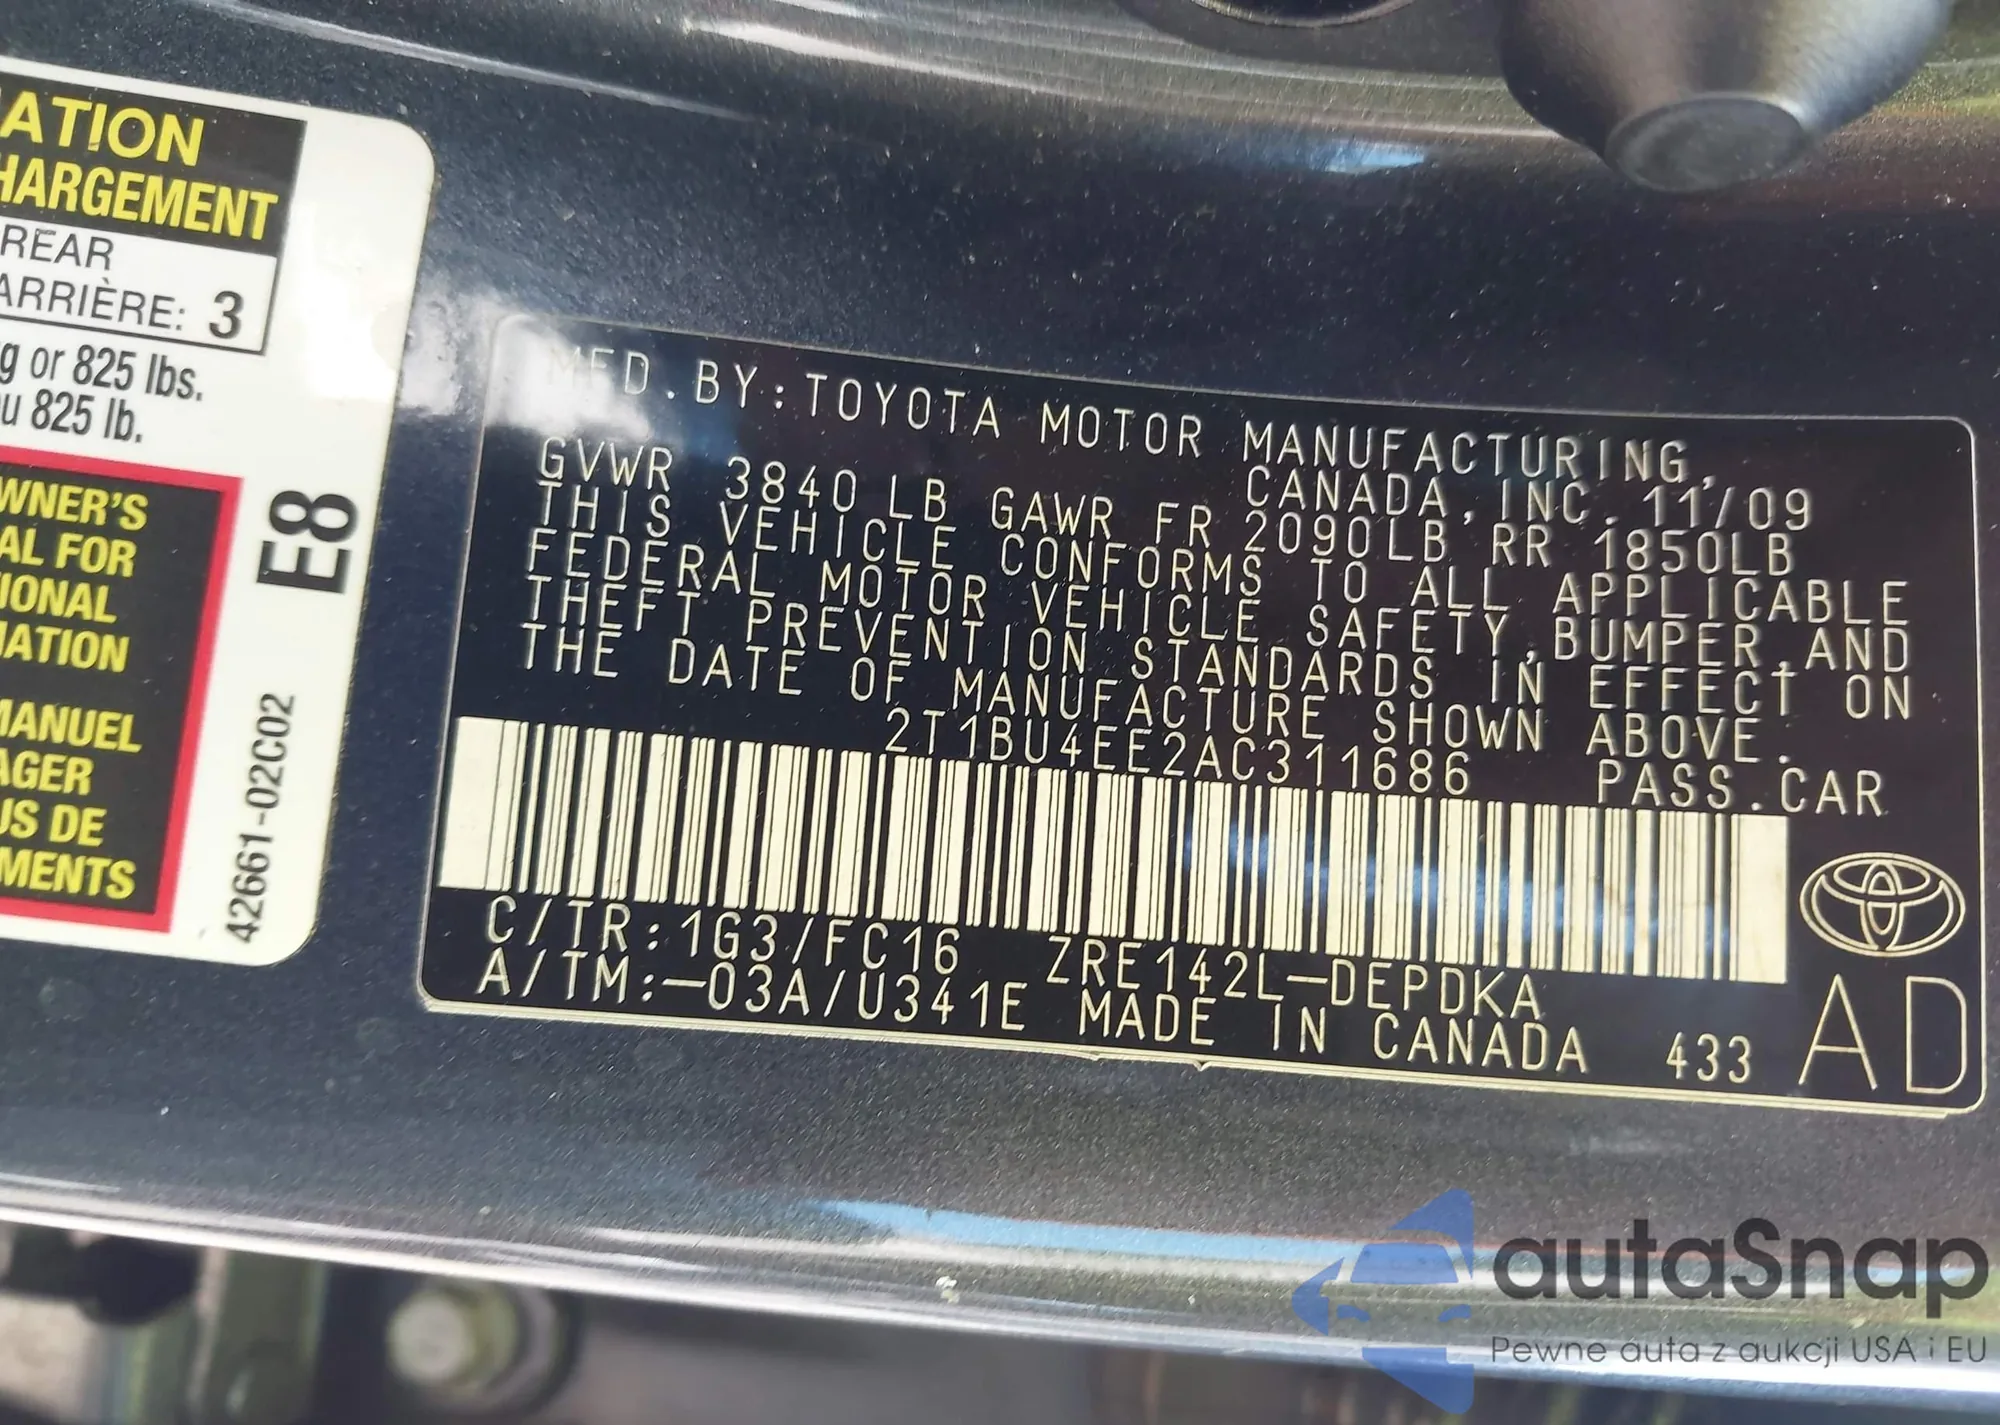 ATION
HARGEMENT
REAR
ARRIÈRE: 3
g or 825 lbs.
u 825 lb.
WNER'S
AL FOR
IONAL
MATION
MANUEL
AGER
US DE
MENTS
E8
42661-02C02
MFD.BY:TOYOTA MOTOR MANUFACTURING,
CANADA,INC. 11/09
GVWR 3840 LB GAWR FR 2090LB RR 1850LB
THIS VEHICLE CONFORMS TO ALL APPLICABLE
FEDERAL MOTOR VEHICLE SAFETY,BUMPER,AND
THEFT PREVENTION STANDARDS IN EFFECT ON
THE DATE OF MANUFACTURE SHOWN ABOVE.
2T1BU4EE2AC311686 PASS.CAR
C/TR:1G3/FC16 ZRE142L-DEPDKA
A/TM:-03A/U341E MADE IN CANADA 433
AD
autaSnap
Pewne auta z aukcji USA i EU